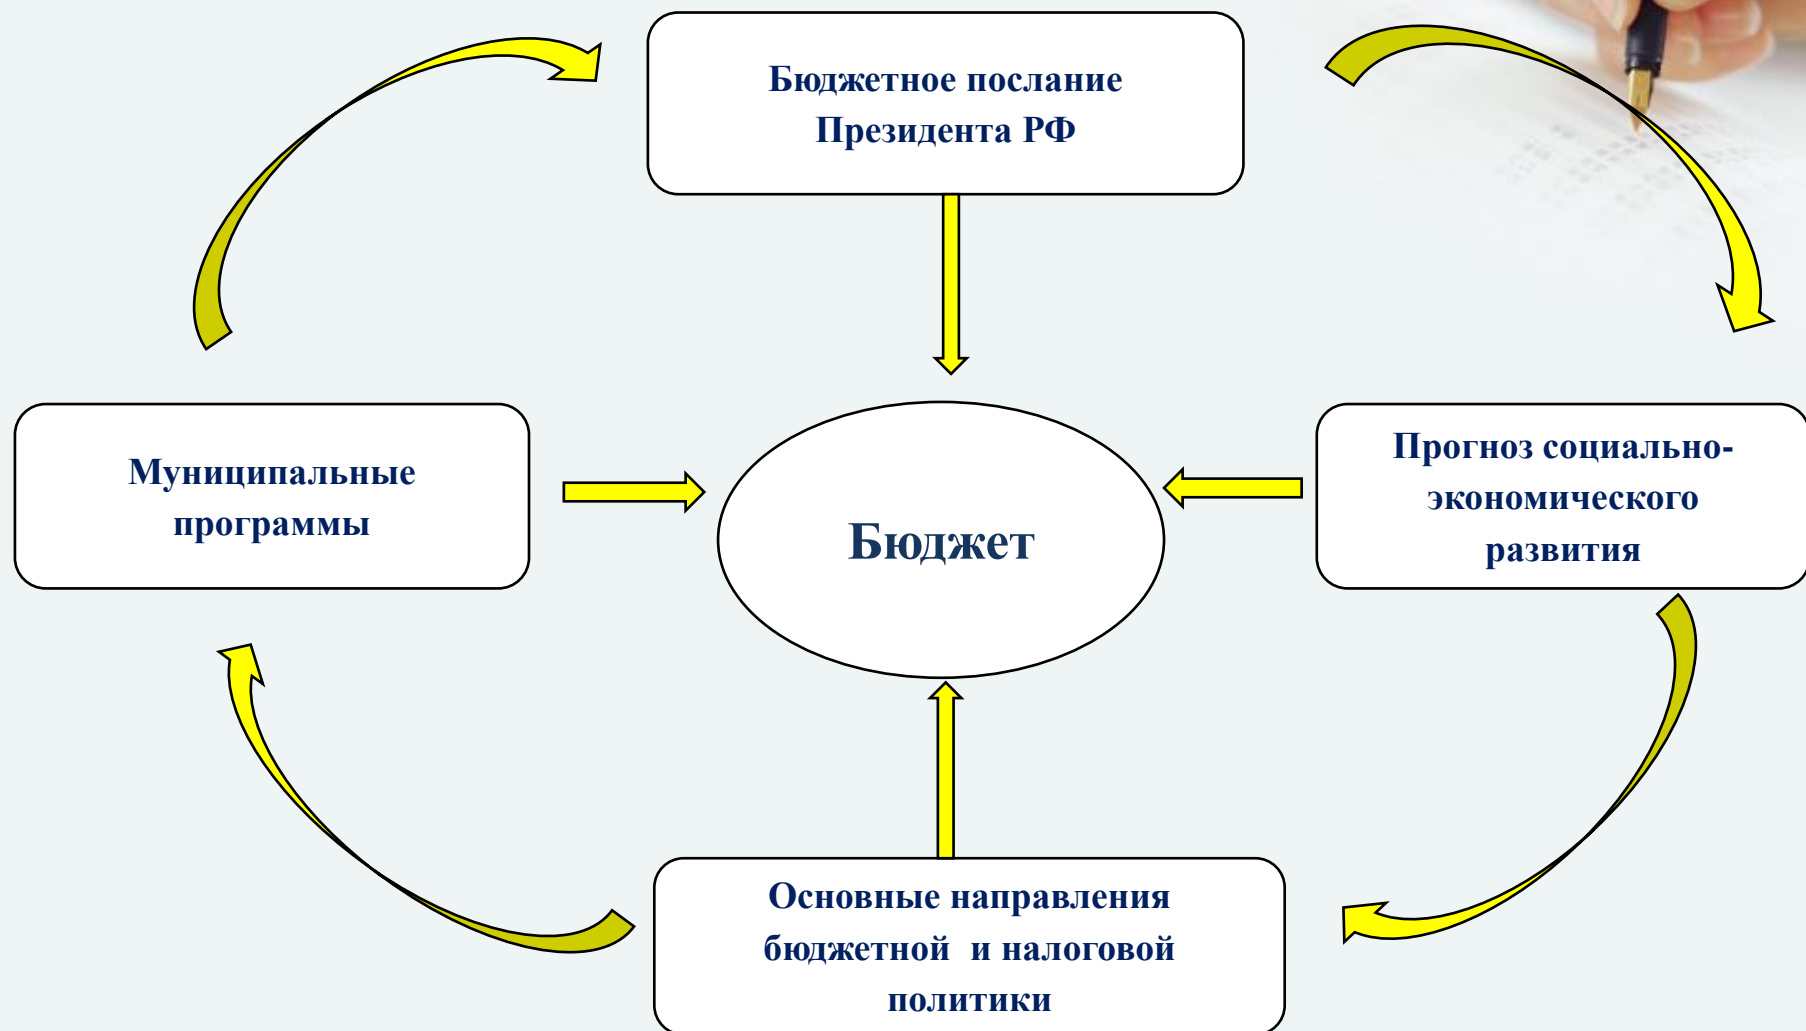 Бюджетное послание
Президента РФ
Муниципальные
программы
Бюджет
Прогноз социально-
экономического
развития
Основные направления
бюджетной  и налоговой
политики